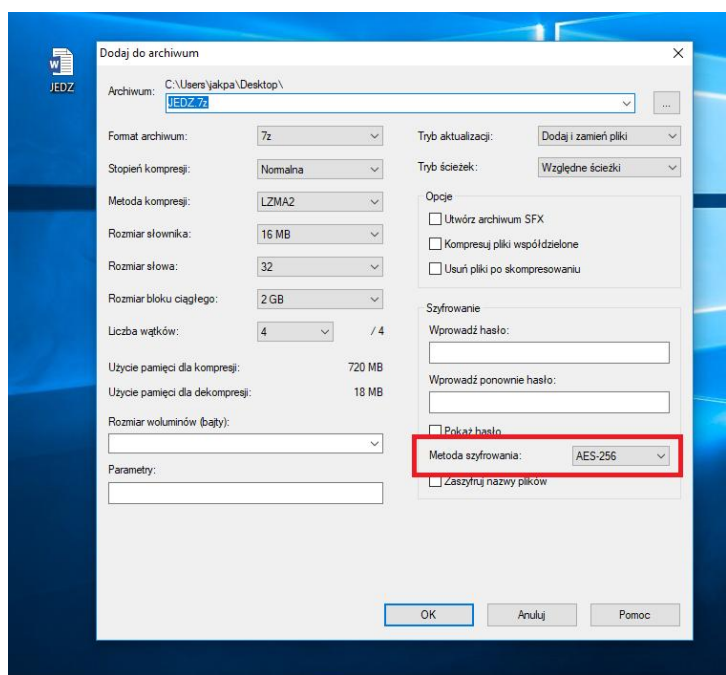 JEDZ
Dodaj do archiwum
Archiwum:
C:\Users\jakpa\Desktop\
JEDZ.7z
...
Format archiwum: 7z
Stopień kompresji: Normalna
Metoda kompresji: LZMA2
Rozmiar słownika: 16 MB
Rozmiar słowa: 32
Rozmiar bloku ciągłego: 2 GB
Liczba wątków: 4 / 4
Użycie pamięci dla kompresji: 720 MB
Użycie pamięci dla dekompresji: 18 MB
Rozmiar woluminów (bajty):
Parametry:
Tryb aktualizacji: Dodaj i zamień pliki
Tryb ścieżek: Względne ścieżki
Opcje
Utwórz archiwum SFX
Kompresuj pliki współdzielone
Usuń pliki po skompresowaniu
Szyfrowanie
Wprowadź hasło:
Wprowadź ponownie hasło:
Pokaż hasło
Metoda szyfrowania: AES-256
Zaszyfruj nazwy plików
OK Anuluj Pomoc